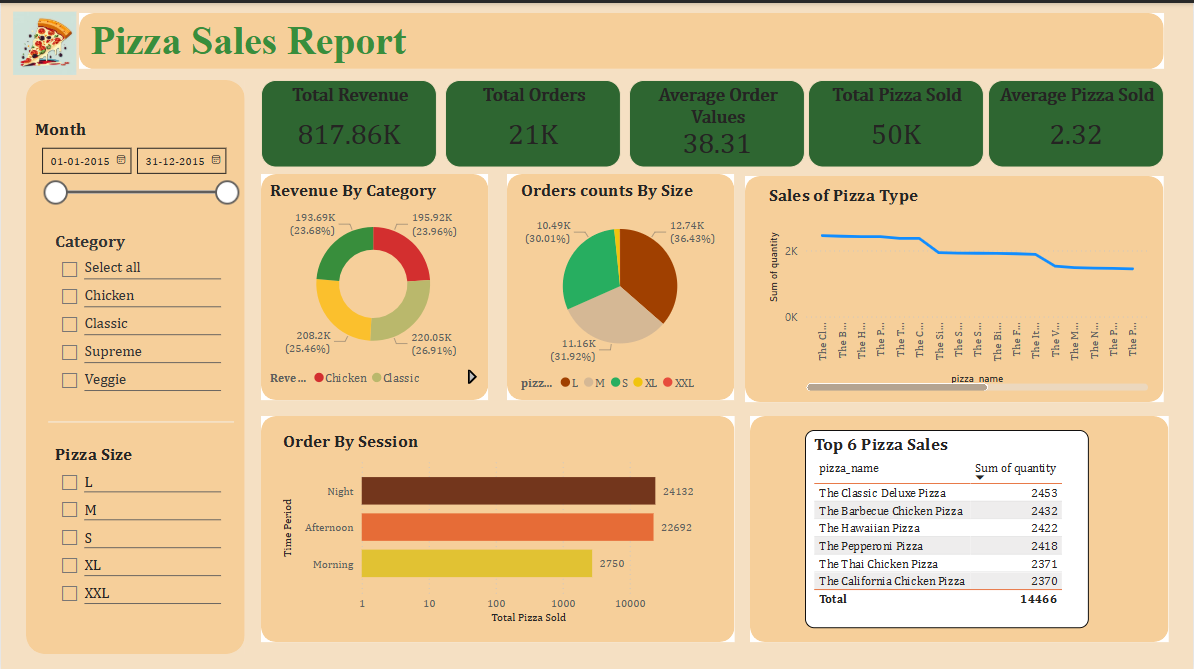 Pizza Sales Report
Month
01-01-2015
31-12-2015
Category
Select all
Chicken
Classic
Supreme
Veggie
Pizza Size
L
M
S
XL
XXL
Total Revenue
817.86K
Total Orders
21K
Average Order
Values
38.31
Total Pizza Sold
50K
Average Pizza Sold
2.32
Revenue By Category
193.69K
(23.68%)
195.92K
(23.96%)
208.2K
(25.46%)
220.05K
(26.91%)
Reve... Chicken Classic
Orders counts By Size
10.49K
(30.01%)
12.74K
(36.43%)
11.16K
(31.92%)
pizz... L M S XL XXL
Sales of Pizza Type
Sum of quantity
2K
0K
The Cl...
The B...
The H...
The P...
The T...
The C...
The Si...
The S...
The S...
The Bi...
The F...
The It...
The V...
The M...
The N...
The P...
The P...
pizza_name
Order By Session
Time Period
Night 24132
Afternoon 22692
Morning 2750
1 10 100 1000 10000
Total Pizza Sold
Top 6 Pizza Sales
pizza_name Sum of quantity
The Classic Deluxe Pizza 2453
The Barbecue Chicken Pizza 2432
The Hawaiian Pizza 2422
The Pepperoni Pizza 2418
The Thai Chicken Pizza 2371
The California Chicken Pizza 2370
Total 14466